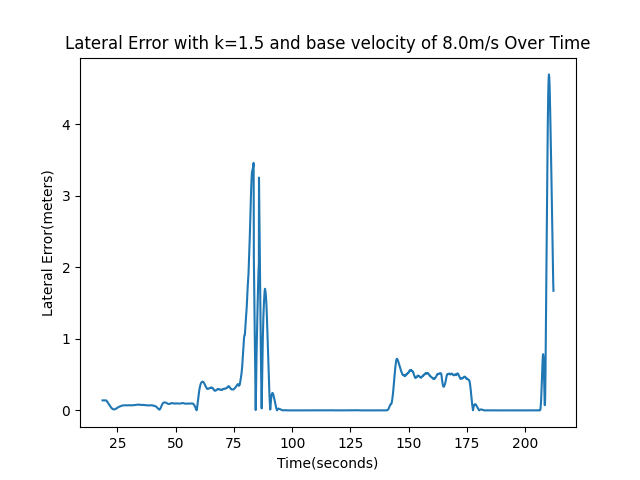 Lateral Error with k=1.5 and base velocity of 8.0m/s Over Time
Lateral Error(meters)
4
3
2
1
0
25 50 75 100 125 150 175 200
Time(seconds)